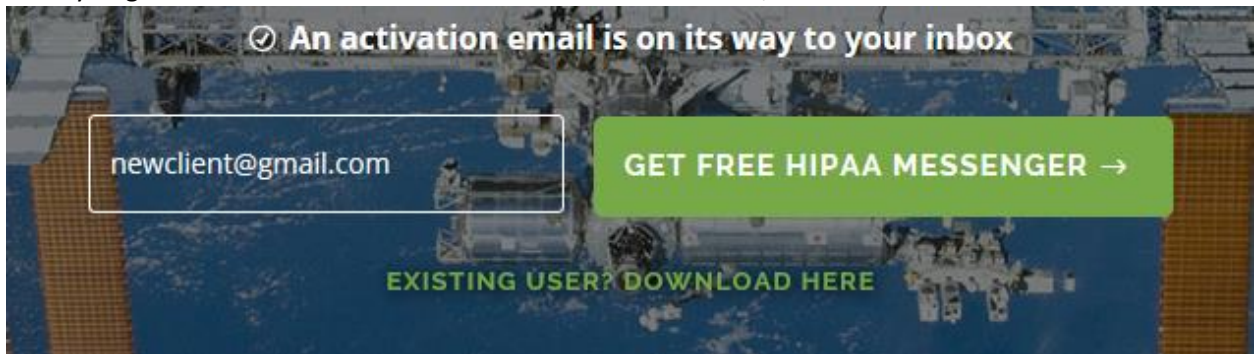 An activation email is on its way to your inbox
newclient@gmail.com
GET FREE HIPAA MESSENGER →
EXISTING USER? DOWNLOAD HERE